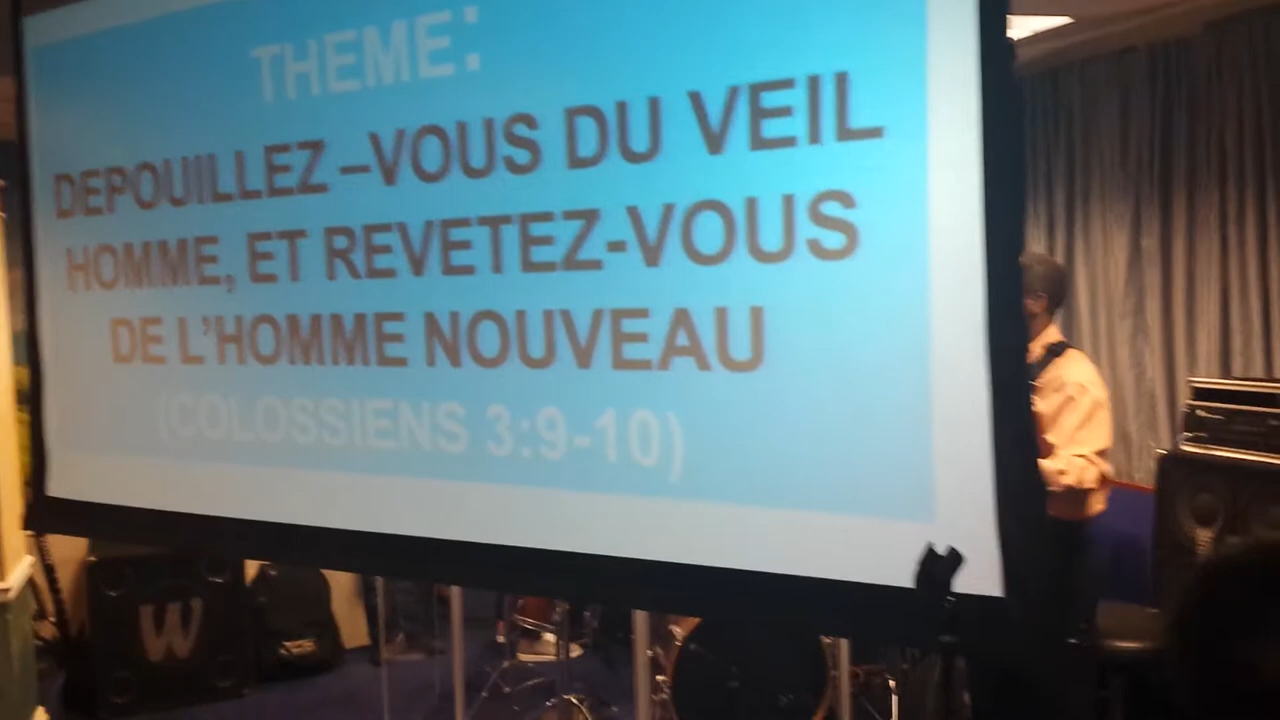 THEME:
DEPOUILLEZ –VOUS DU VEIL
HOMME, ET REVETEZ-VOUS
DE L’HOMME NOUVEAU
(COLOSSIENS 3:9-10)
W